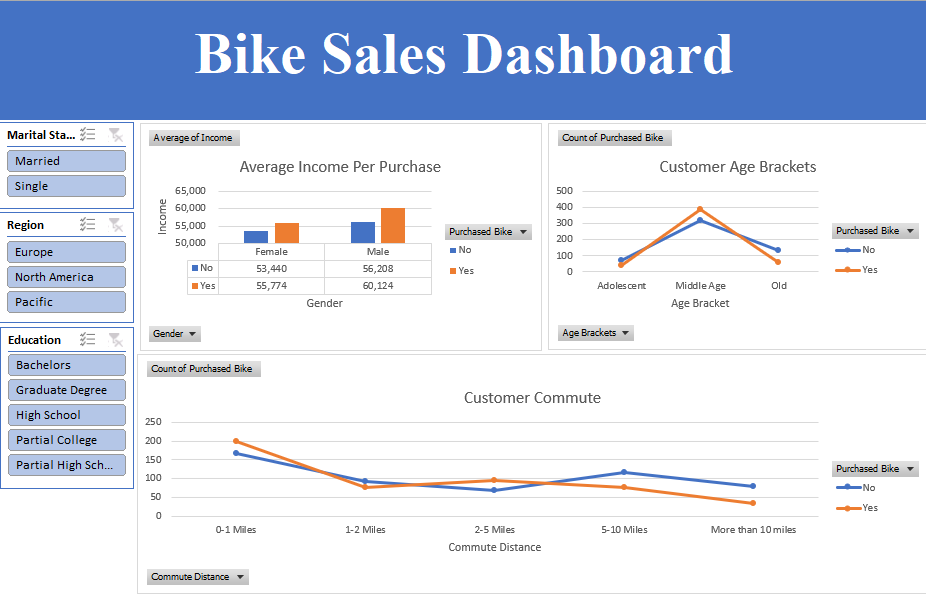 Bike Sales Dashboard
Marital Sta...
Married
Single
Region
Europe
North America
Pacific
Education
Bachelors
Graduate Degree
High School
Partial College
Partial High Sch...
Average of Income
Average Income Per Purchase
65,000
60,000
55,000
50,000
Income
Female Male
No 53,440 56,208
Yes 55,774 60,124
Gender
Purchased Bike
No
Yes
Gender
Count of Purchased Bike
Customer Age Brackets
500
400
300
200
100
0
Adolescent Middle Age Old
Age Bracket
Purchased Bike
No
Yes
Age Brackets
Count of Purchased Bike
Customer Commute
250
200
150
100
50
0
0-1 Miles 1-2 Miles 2-5 Miles 5-10 Miles More than 10 miles
Commute Distance
Purchased Bike
No
Yes
Commute Distance